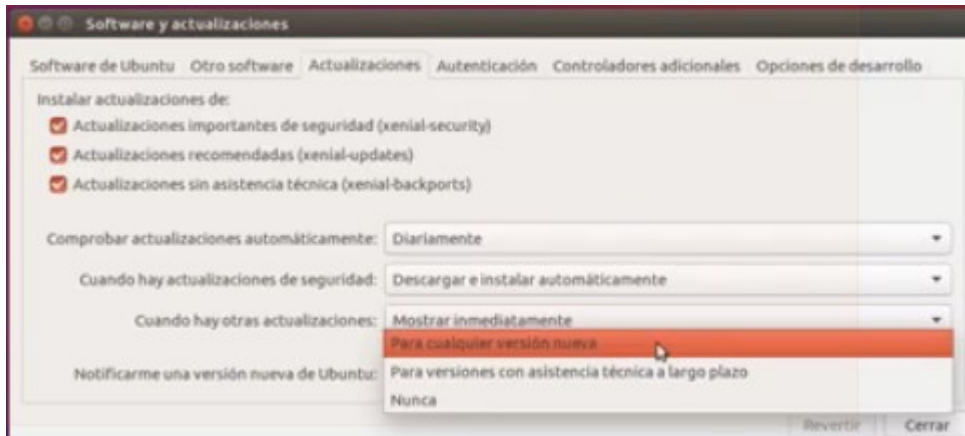 Software y actualizaciones
Software de Ubuntu Otro software Actualizaciones Autenticación Controladores adicionales Opciones de desarrollo
Instalar actualizaciones de:
Actualizaciones importantes de seguridad (xenial-security)
Actualizaciones recomendadas (xenial-updates)
Actualizaciones sin asistencia técnica (xenial-backports)
Comprobar actualizaciones automáticamente: Diariamente
Cuando hay actualizaciones de seguridad: Descargar e instalar automáticamente
Cuando hay otras actualizaciones: Mostrar inmediatamente
Para cualquier versión nueva
Notificarme una versión nueva de Ubuntu: Para versiones con asistencia técnica a largo plazo
Nunca
Revertir Cerrar